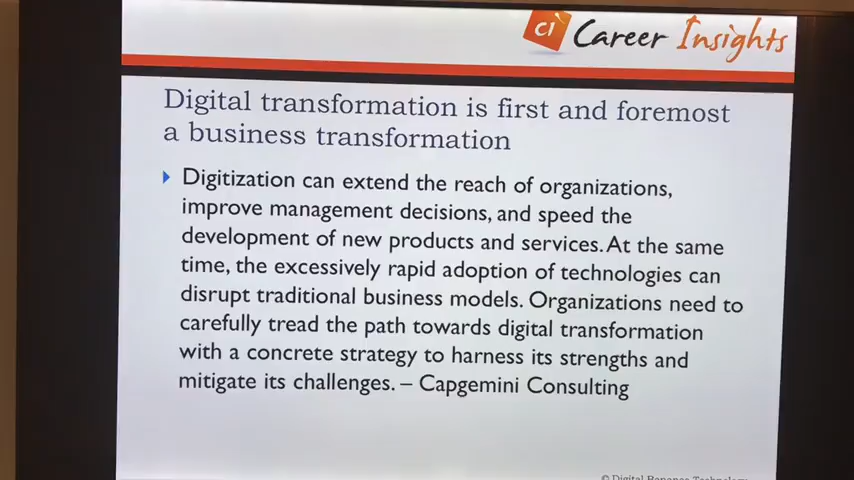 Ci Career Insights
Digital transformation is first and foremost
a business transformation
Digitization can extend the reach of organizations,
improve management decisions, and speed the
development of new products and services. At the same
time, the excessively rapid adoption of technologies can
disrupt traditional business models. Organizations need to
carefully tread the path towards digital transformation
with a concrete strategy to harness its strengths and
mitigate its challenges. – Capgemini Consulting
© Digital Banana Technology